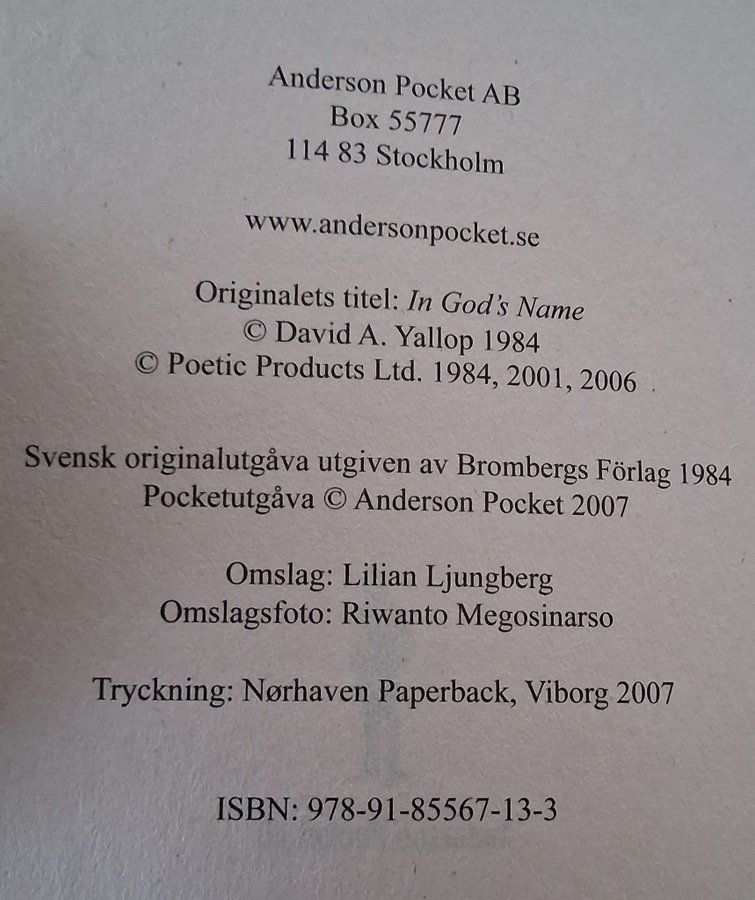 Anderson Pocket AB
Box 55777
114 83 Stockholm
www.andersonpocket.se
Originalets titel: In God's Name
© David A. Yallop 1984
© Poetic Products Ltd. 1984, 2001, 2006
Svensk originalutgåva utgiven av Brombergs Förlag 1984
Pocketutgåva © Anderson Pocket 2007
Omslag: Lilian Ljungberg
Omslagsfoto: Riwanto Megosinarso
Tryckning: Nørhaven Paperback, Viborg 2007
ISBN: 978-91-85567-13-3